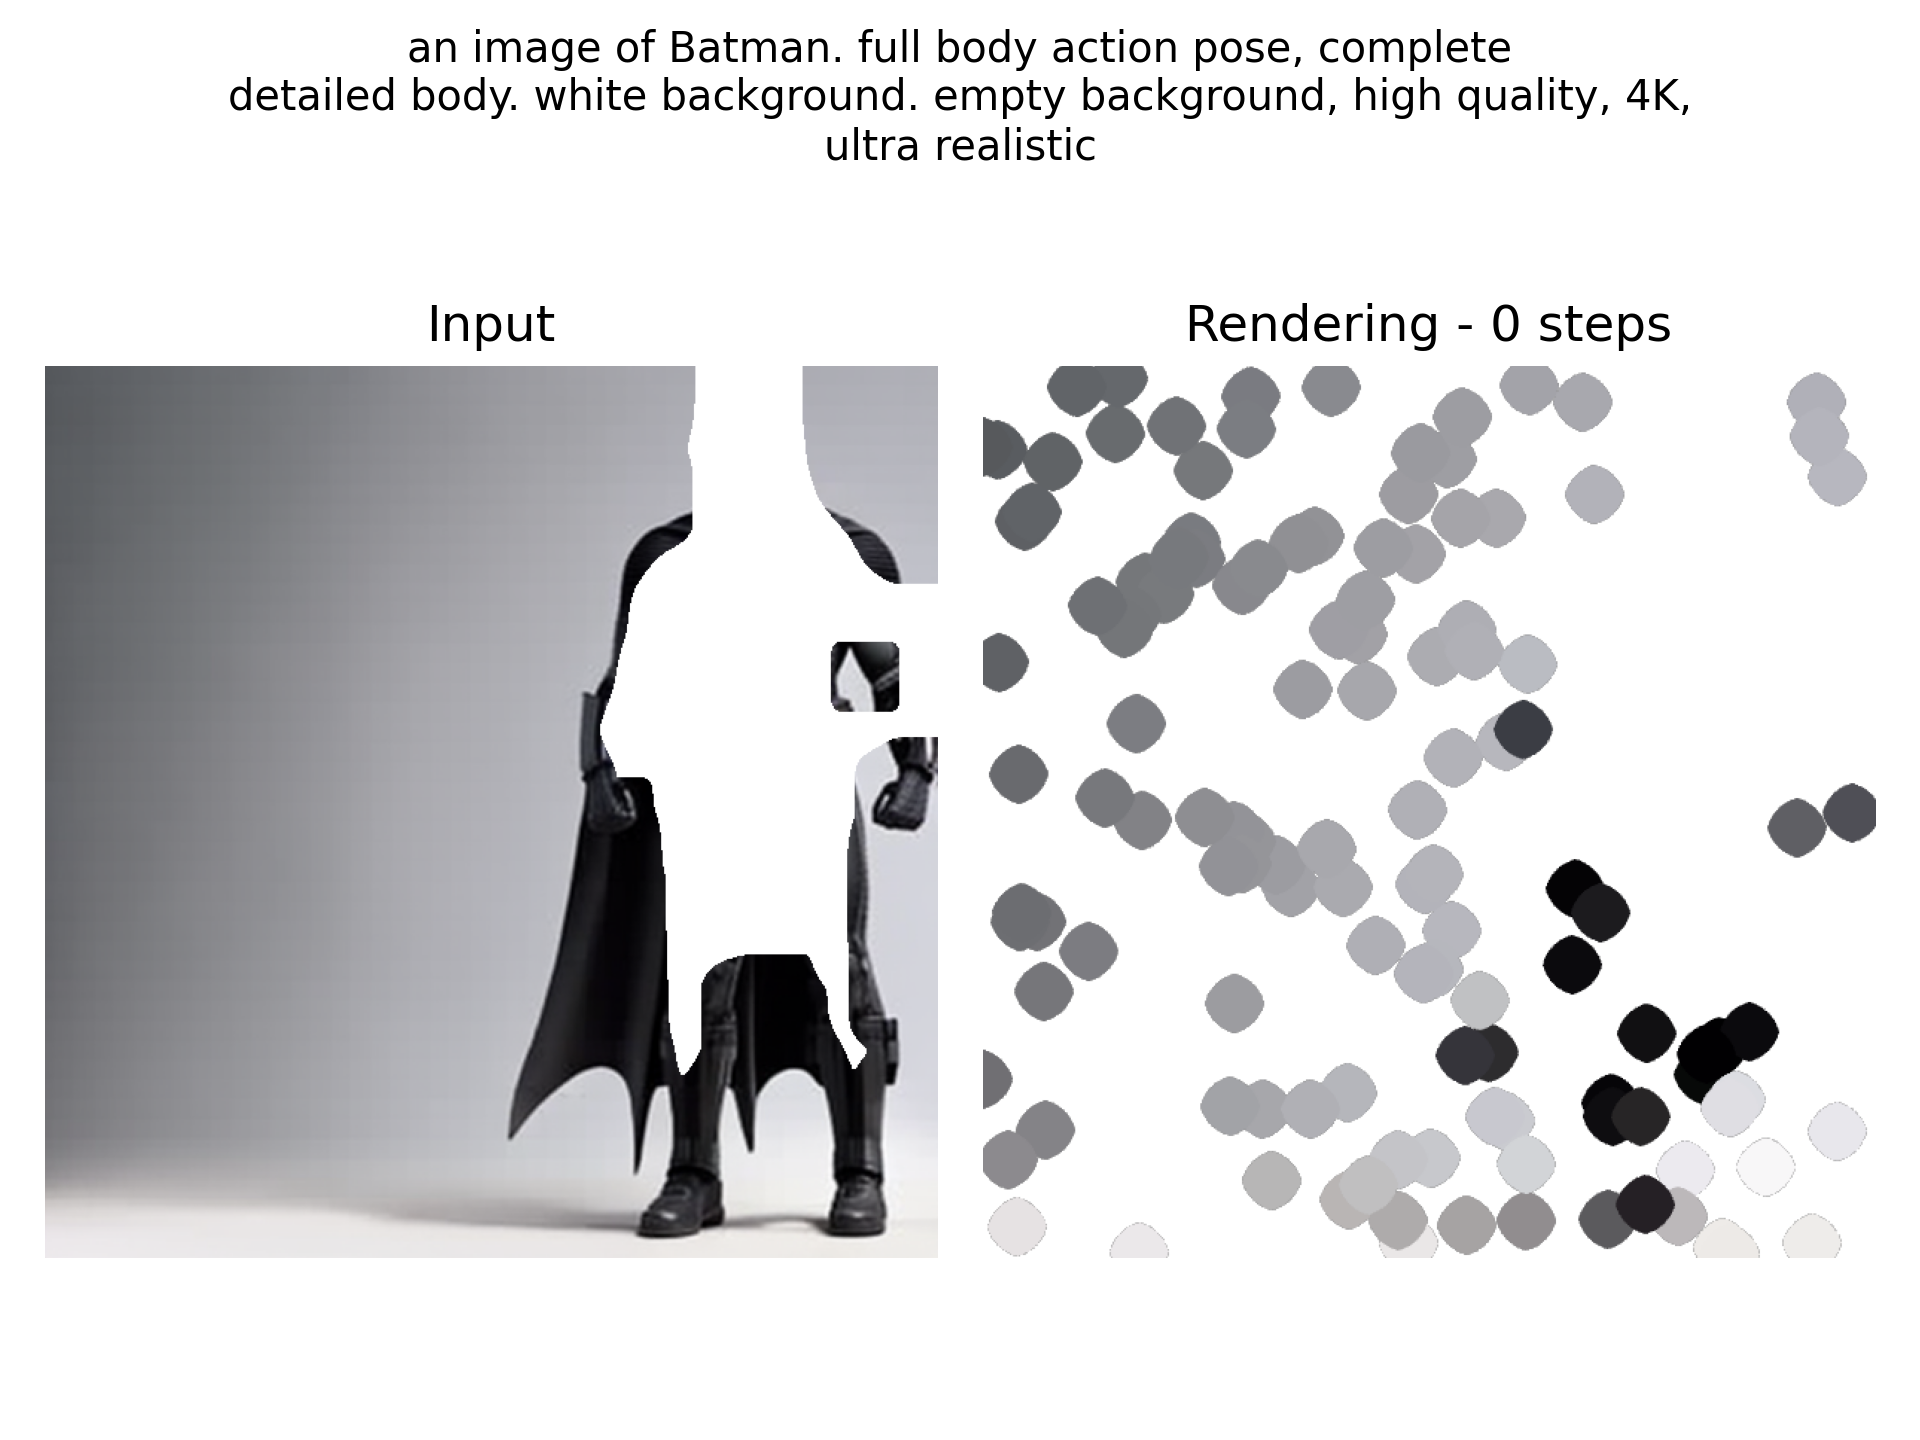 an image of Batman. full body action pose, complete
detailed body. white background. empty background, high quality, 4K,
ultra realistic
Input
Rendering - 0 steps